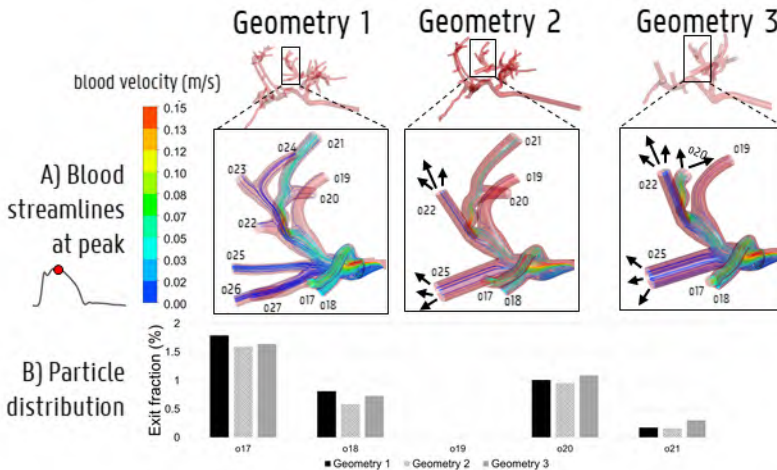 Geometry 1 Geometry 2 Geometry 3
blood velocity (m/s)
0.15
0.13
0.12
0.10
0.08
0.07
0.05
0.03
0.02
0.00
A) Blood
streamlines
at peak
o21
o24
o23
o19
o20
o22
o25
o26
o17
o18
o27
o21
o19
o20
o22
o25
o17
o18
o20
o19
o22
o25
o17
o18
B) Particle
distribution
Exit fraction (%)
2
1.5
1
0.5
0
o17 o18 o19 o20 o21
Geometry 1 Geometry 2 Geometry 3